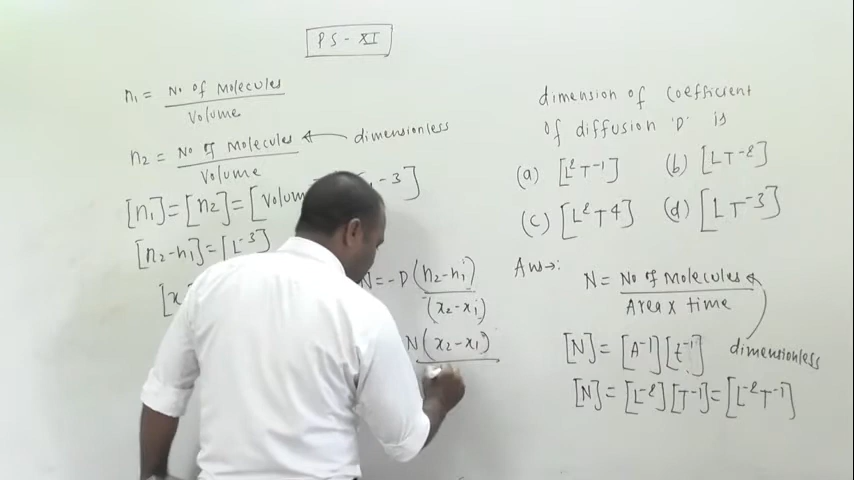 PS-XI
n₁ = No of Molecules
Volume
n₂ = No of Molecules ← dimensionless
Volume
[n₁]=[n₂]=[Volum -3]
[n₂-n₁]=[L⁻³]
[x
N=-D(n₂-n₁)
(x₂-x₁)
N(x₂-x₁)
dimension of Coefficient
of diffusion 'D' is
(a) [L²T⁻¹] (b) [LT⁻²]
(c) [L²T4] (d) [LT⁻³]
Ans→:
N = No of Molecules
Area x time
[N]=[A⁻¹][t⁻¹] dimensionless
[N]=[L⁻²][T⁻¹]=[L⁻²T⁻¹]